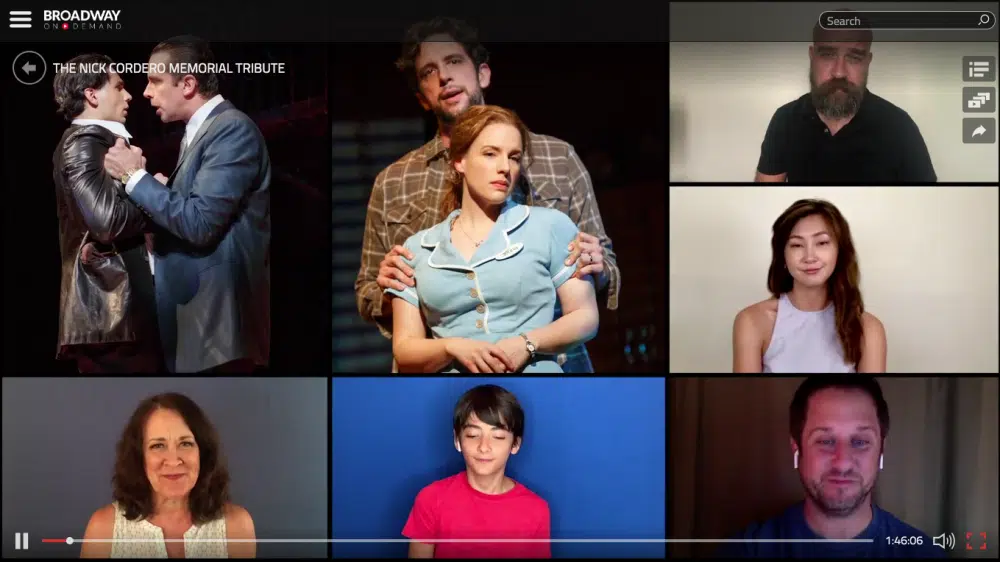 BROADWAY
ON DEMAND
Search
THE NICK CORDERO MEMORIAL TRIBUTE
1:46:06